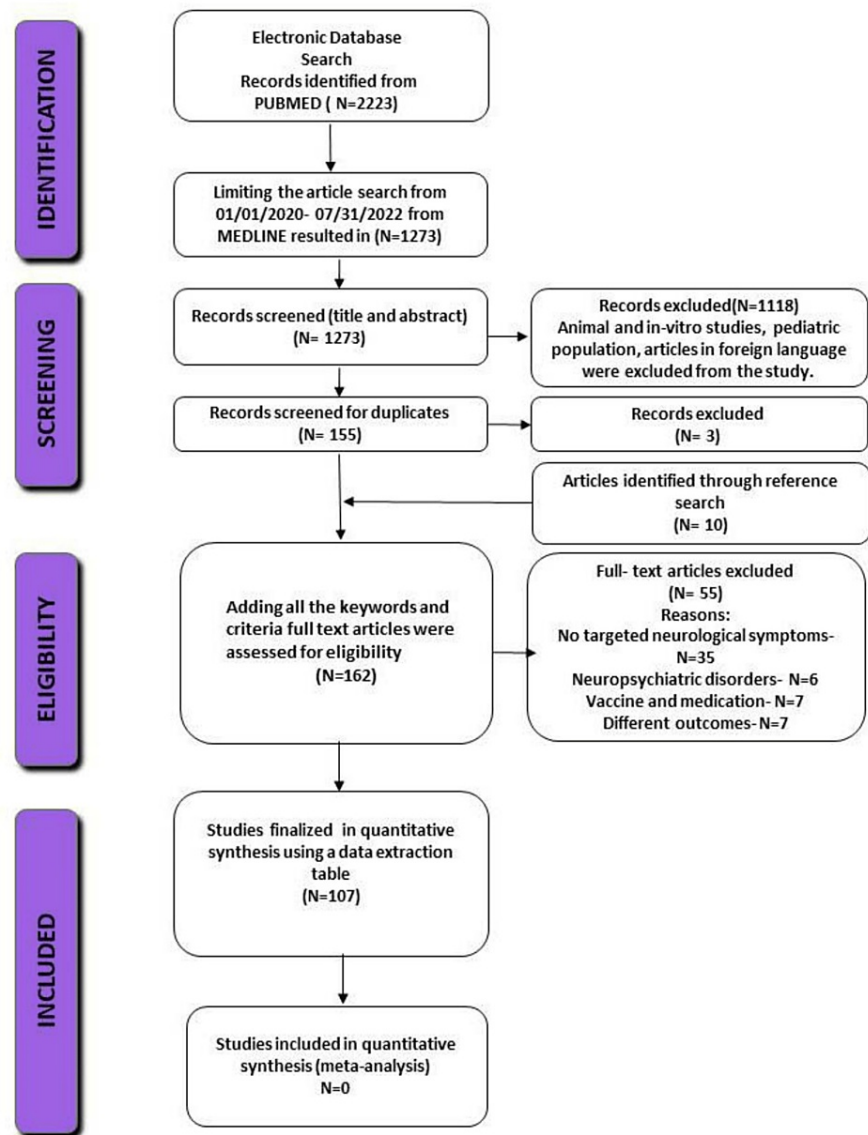 IDENTIFICATION
Electronic Database
Search
Records identified from
PUBMED ( N=2223)
Limiting the article search from
01/01/2020- 07/31/2022 from
MEDLINE resulted in (N=1273)
SCREENING
Records screened (title and abstract)
(N= 1273)
Records excluded(N=1118)
Animal and in-vitro studies, pediatric
population, articles in foreign language
were excluded from the study.
Records screened for duplicates
(N= 155)
Records excluded
(N= 3)
Articles identified through reference
search
(N= 10)
ELIGIBILITY
Adding all the keywords and
criteria full text articles were
assessed for eligibility
(N=162)
Full- text articles excluded
(N= 55)
Reasons:
No targeted neurological symptoms-
N=35
Neuropsychiatric disorders- N=6
Vaccine and medication- N=7
Different outcomes- N=7
INCLUDED
Studies finalized in quantitative
synthesis using a data extraction
table
(N=107)
Studies included in quantitative
synthesis (meta-analysis)
N=0